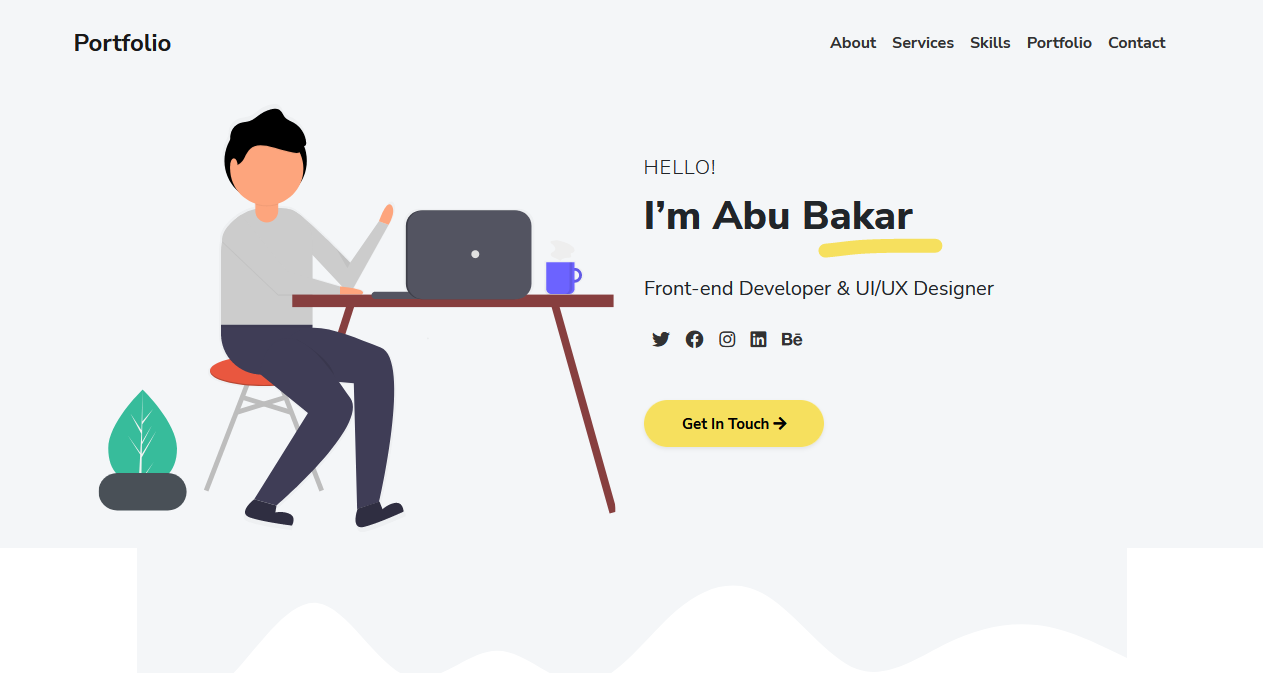 Portfolio
About Services Skills Portfolio Contact
HELLO!
I’m Abu Bakar
Front-end Developer & UI/UX Designer
Bē
Get In Touch